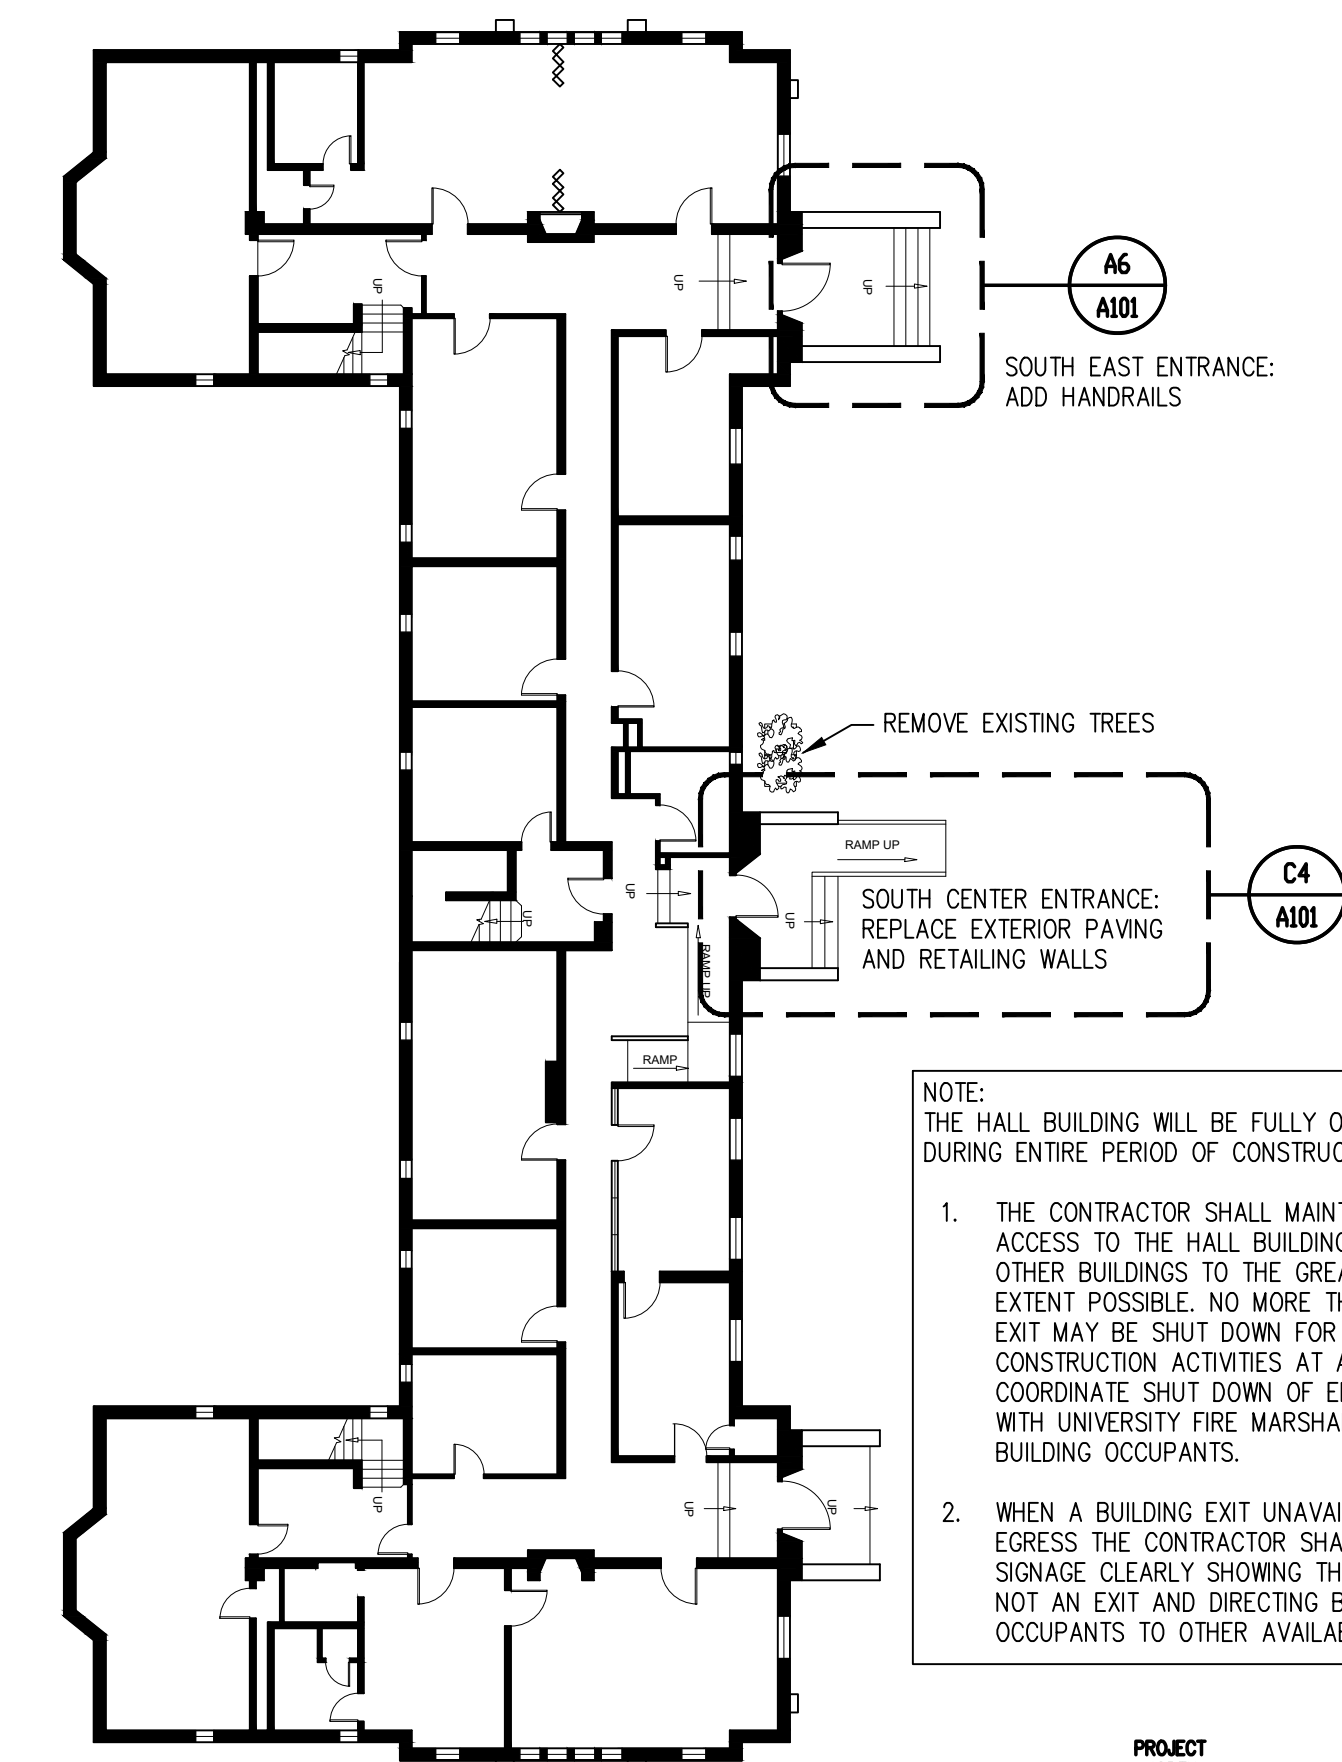 UP
UP
UP
A6
A101
SOUTH EAST ENTRANCE:
ADD HANDRAILS
REMOVE EXISTING TREES
RAMP UP
UP
UP
UP
C4
A101
SOUTH CENTER ENTRANCE:
REPLACE EXTERIOR PAVING
AND RETAILING WALLS
RAMP UP
RAMP
NOTE:
THE HALL BUILDING WILL BE FULLY O
DURING ENTIRE PERIOD OF CONSTRUC
1. THE CONTRACTOR SHALL MAINT
ACCESS TO THE HALL BUILDING
OTHER BUILDINGS TO THE GREA
EXTENT POSSIBLE. NO MORE TH
EXIT MAY BE SHUT DOWN FOR
CONSTRUCTION ACTIVITIES AT A
COORDINATE SHUT DOWN OF E
WITH UNIVERSITY FIRE MARSHA
BUILDING OCCUPANTS.
2. WHEN A BUILDING EXIT UNAVAI
EGRESS THE CONTRACTOR SHA
SIGNAGE CLEARLY SHOWING TH
NOT AN EXIT AND DIRECTING B
OCCUPANTS TO OTHER AVAILA
UP
UP
UP
PROJECT